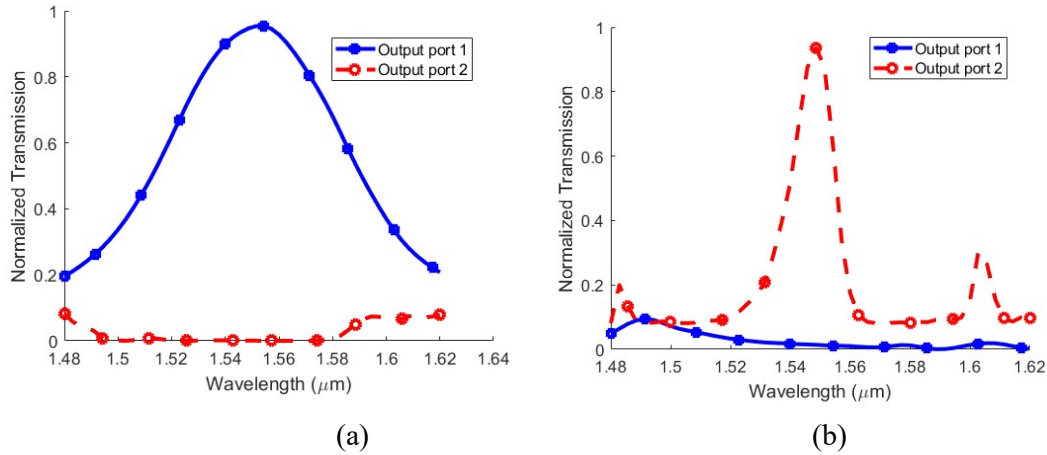 1
0.8
0.6
0.4
0.2
0
Normalized Transmission
1.48
1.5
1.52
1.54
1.56
1.58
1.6
1.62
1.64
Wavelength (μm)
Output port 1
Output port 2
(a)
1
0.8
0.6
0.4
0.2
0
Normalized Transmission
1.48
1.5
1.52
1.54
1.56
1.58
1.6
1.62
Wavelength (μm)
Output port 1
Output port 2
(b)